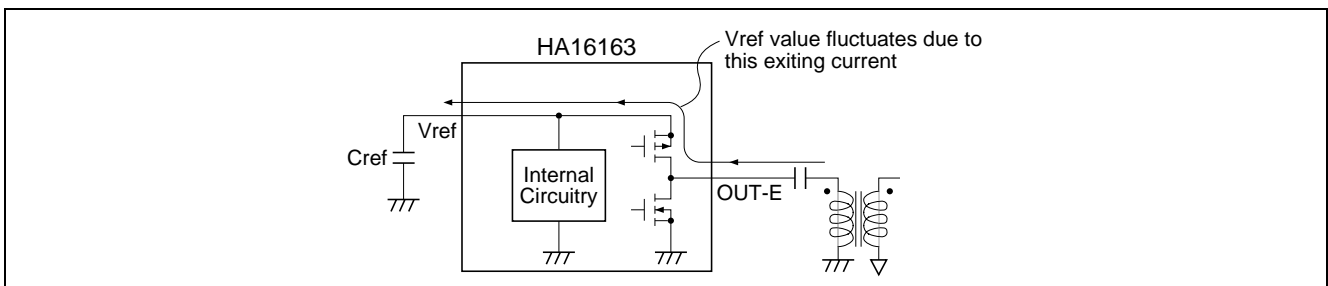 HA16163
Vref value fluctuates due to
this exiting current
Vref
Cref
Internal
Circuitry
OUT-E